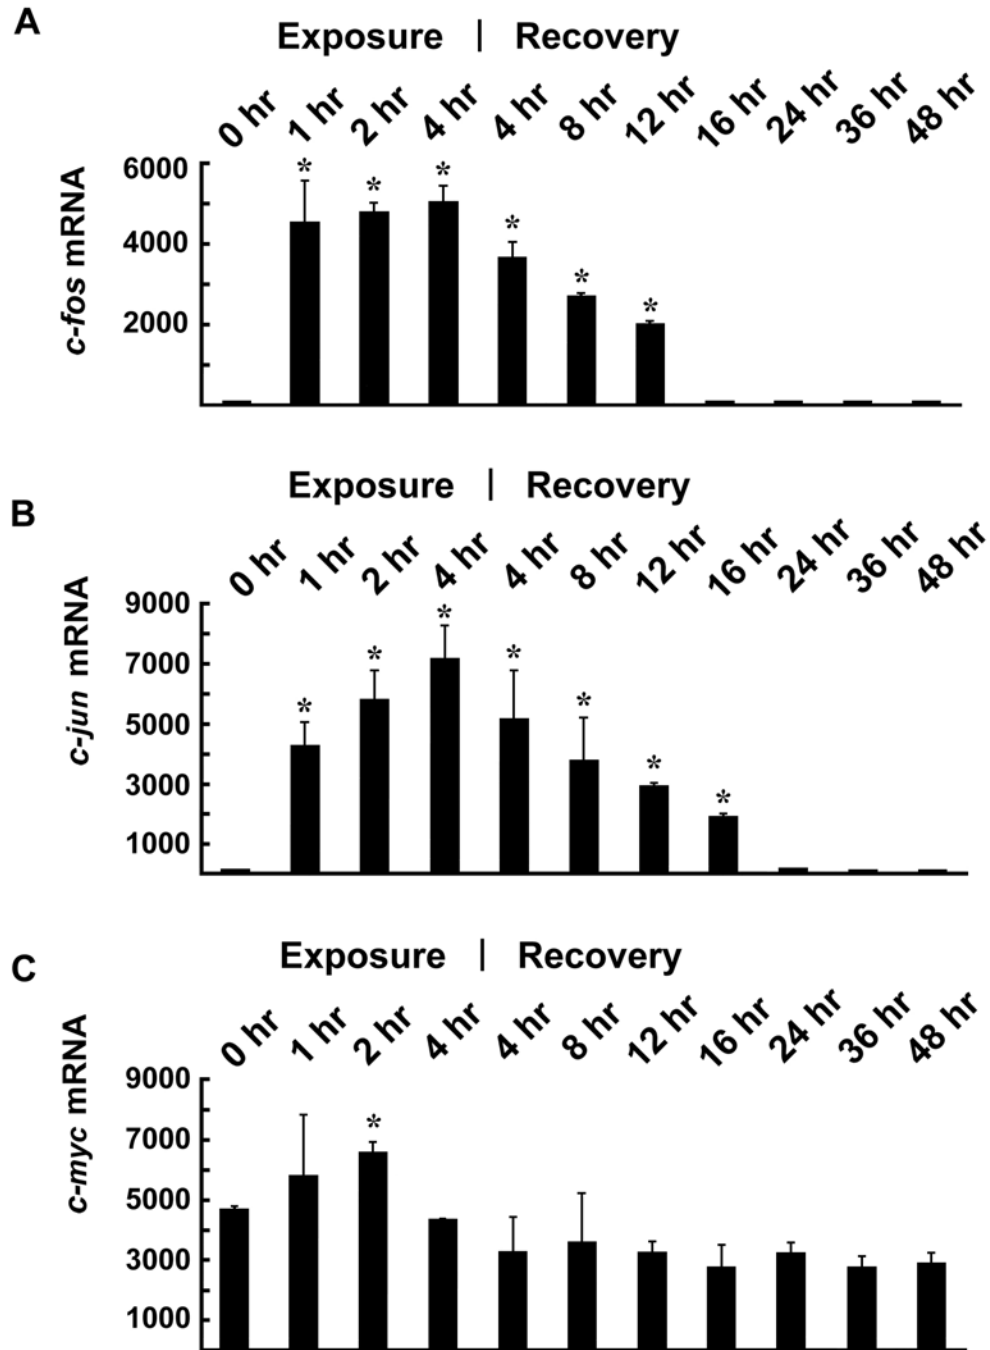 A
Exposure | Recovery
0 hr 1 hr 2 hr 4 hr 4 hr 8 hr 12 hr 16 hr 24 hr 36 hr 48 hr
c-fos mRNA
6000
4000
2000
* * * * * *
B
Exposure | Recovery
0 hr 1 hr 2 hr 4 hr 4 hr 8 hr 12 hr 16 hr 24 hr 36 hr 48 hr
c-jun mRNA
9000
7000
5000
3000
1000
* * * * * * *
C
Exposure | Recovery
0 hr 1 hr 2 hr 4 hr 4 hr 8 hr 12 hr 16 hr 24 hr 36 hr 48 hr
c-myc mRNA
9000
7000
5000
3000
1000
*